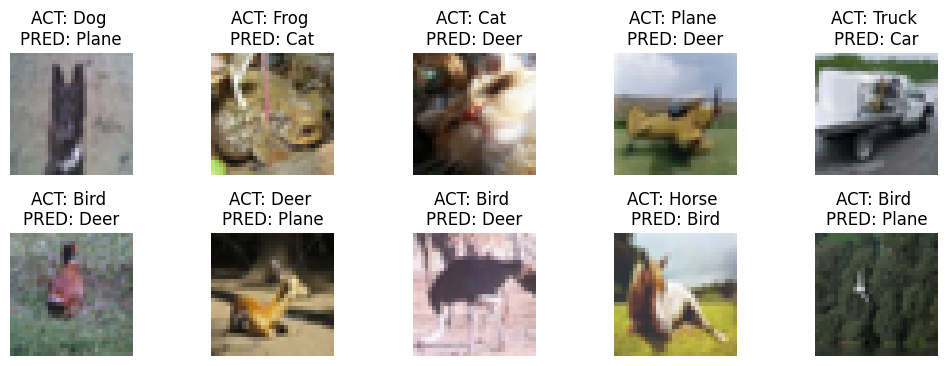 ACT: Dog
PRED: Plane
ACT: Frog
PRED: Cat
ACT: Cat
PRED: Deer
ACT: Plane
PRED: Deer
ACT: Truck
PRED: Car
ACT: Bird
PRED: Deer
ACT: Deer
PRED: Plane
ACT: Bird
PRED: Deer
ACT: Horse
PRED: Bird
ACT: Bird
PRED: Plane